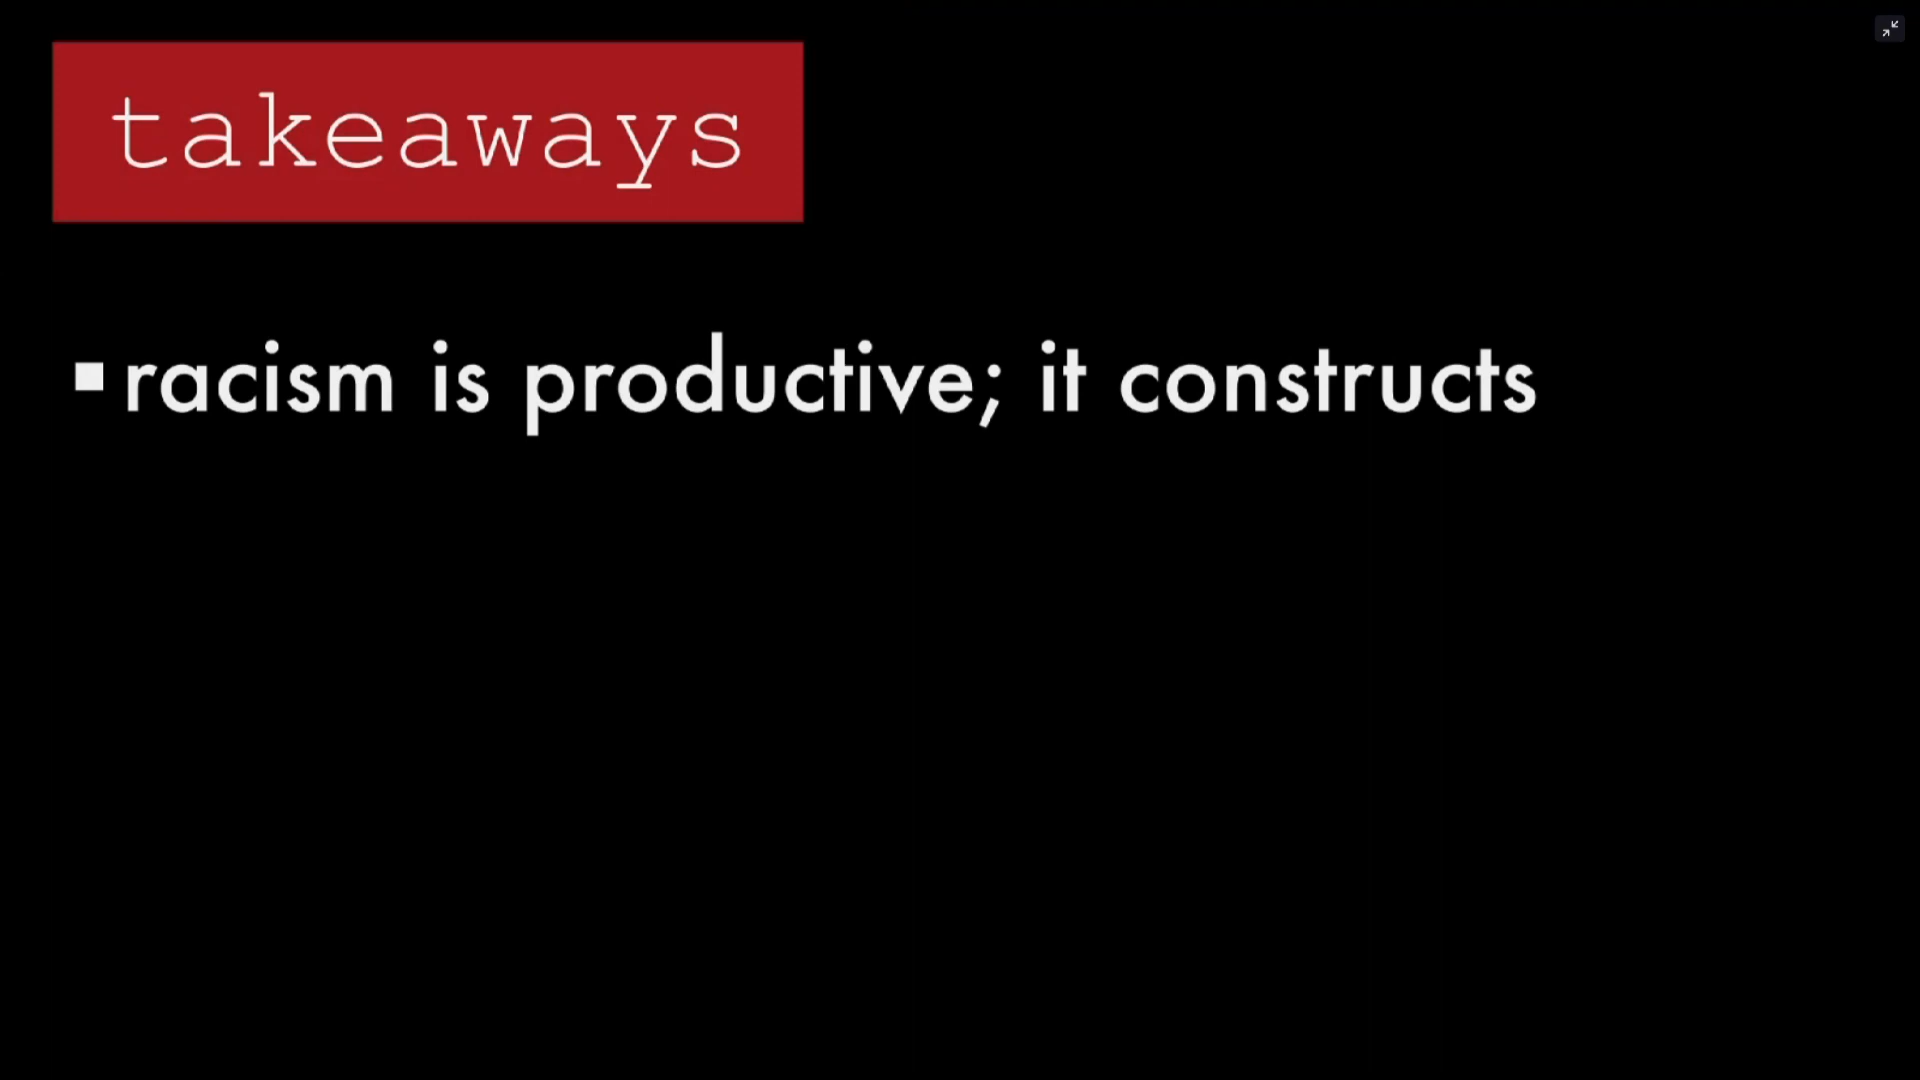 takeaways
▪racism is productive; it constructs